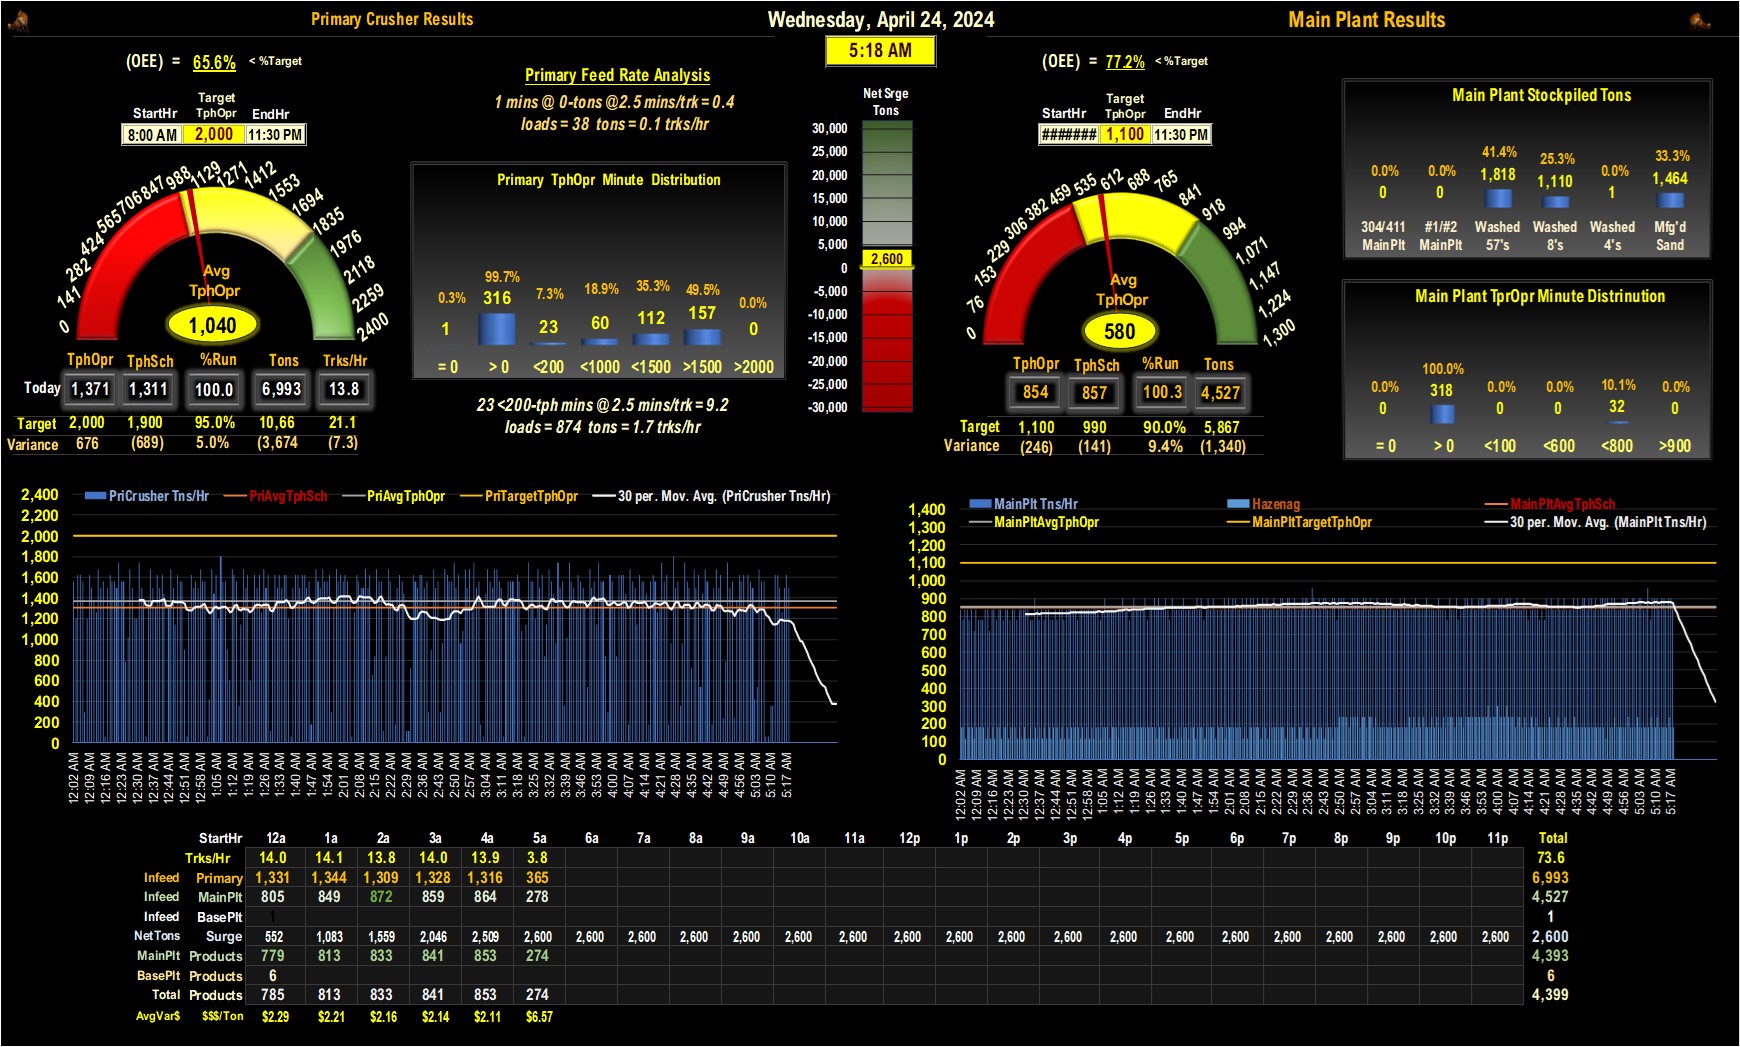 Primary Crusher Results
Wednesday, April 24, 2024
Main Plant Results
5:18 AM
(OEE) = 65.6% < %Target
Target
StartHr TphOpr EndHr
8:00 AM 2,000 11:30 PM
Primary Feed Rate Analysis
1 mins @ 0-tons @2.5 mins/trk = 0.4
loads = 38 tons = 0.1 trks/hr
0 141 282 424 565 706 847 988 1129 1271 1412 1553 1694 1835 1976 2118 2259 2400
Avg
TphOpr
1,040
TphOpr TphSch %Run Tons Trks/Hr
Today 1,371 1,311 100.0 6,993 13.8
Target 2,000 1,900 95.0% 10,66 21.1
Variance 676 (689) 5.0% (3,674 (7.3)
Primary TphOpr Minute Distribution
0.3% 99.7% 7.3% 18.9% 35.3% 49.5% 0.0%
1 316 23 60 112 157 0
= 0 > 0 <200 <1000 <1500 >1500 >2000
23 <200-tph mins @ 2.5 mins/trk = 9.2
loads = 874 tons = 1.7 trks/hr
Net Srge
Tons
30,000
25,000
20,000
15,000
10,000
5,000
2,600
0
-5,000
-10,000
-15,000
-20,000
-25,000
-30,000
(OEE) = 77.2% < %Target
Target
StartHr TphOpr EndHr
####### 1,100 11:30 PM
0 76 153 229 306 382 459 535 612 688 765 841 918 994 1,071 1,147 1,224 1,300
Avg
TphOpr
580
TphOpr TphSch %Run Tons
854 857 100.3 4,527
Target 1,100 990 90.0% 5,867
Variance (246) (141) 9.4% (1,340)
Main Plant Stockpiled Tons
0.0% 0.0% 41.4% 25.3% 0.0% 33.3%
0 0 1,818 1,110 1 1,464
304/411 #1/#2 Washed Washed Washed Mfg'd
MainPlt MainPlt 57's 8's 4's Sand
Main Plant TprOpr Minute Distrinution
0.0% 100.0% 0.0% 0.0% 10.1% 0.0%
0 318 0 0 32 0
= 0 > 0 <100 <600 <800 >900
PriCrusher Tns/Hr PriAvgTphSch PriAvgTphOpr PriTargetTphOpr 30 per. Mov. Avg. (PriCrusher Tns/Hr)
2,400
2,200
2,000
1,800
1,600
1,400
1,200
1,000
800
600
400
200
0
12:02 AM 12:09 AM 12:16 AM 12:23 AM 12:30 AM 12:37 AM 12:44 AM 12:51 AM 12:58 AM 1:05 AM 1:12 AM 1:19 AM 1:26 AM 1:33 AM 1:40 AM 1:47 AM 1:54 AM 2:01 AM 2:08 AM 2:15 AM 2:22 AM 2:29 AM 2:36 AM 2:43 AM 2:50 AM 2:57 AM 3:04 AM 3:11 AM 3:18 AM 3:25 AM 3:32 AM 3:39 AM 3:46 AM 3:53 AM 4:00 AM 4:07 AM 4:14 AM 4:21 AM 4:28 AM 4:35 AM 4:42 AM 4:49 AM 4:56 AM 5:03 AM 5:10 AM 5:17 AM
MainPlt Tns/Hr Hazenag MainPltAvgTphSch
MainPltAvgTphOpr MainPltTargetTphOpr 30 per. Mov. Avg. (MainPlt Tns/Hr)
1,400
1,300
1,200
1,100
1,000
900
800
700
600
500
400
300
200
100
0
12:02 AM 12:09 AM 12:16 AM 12:23 AM 12:30 AM 12:37 AM 12:44 AM 12:51 AM 12:58 AM 1:05 AM 1:12 AM 1:19 AM 1:26 AM 1:33 AM 1:40 AM 1:47 AM 1:54 AM 2:01 AM 2:08 AM 2:15 AM 2:22 AM 2:29 AM 2:36 AM 2:43 AM 2:50 AM 2:57 AM 3:04 AM 3:11 AM 3:18 AM 3:25 AM 3:32 AM 3:39 AM 3:46 AM 3:53 AM 4:00 AM 4:07 AM 4:14 AM 4:21 AM 4:28 AM 4:35 AM 4:42 AM 4:49 AM 4:56 AM 5:03 AM 5:10 AM 5:17 AM
StartHr 12a 1a 2a 3a 4a 5a 6a 7a 8a 9a 10a 11a 12p 1p 2p 3p 4p 5p 6p 7p 8p 9p 10p 11p Total
Trks/Hr 14.0 14.1 13.8 14.0 13.9 3.8 73.6
Infeed Primary 1,331 1,344 1,309 1,328 1,316 365 6,993
Infeed MainPlt 805 849 872 859 864 278 4,527
Infeed BasePlt 1 1
NetTons Surge 552 1,083 1,559 2,046 2,509 2,600 2,600 2,600 2,600 2,600 2,600 2,600 2,600 2,600 2,600 2,600 2,600 2,600 2,600 2,600 2,600 2,600 2,600 2,600 2,600
MainPlt Products 779 813 833 841 853 274 4,393
BasePlt Products 6 6
Total Products 785 813 833 841 853 274 4,399
AvgVar$ $$$/Ton $2.29 $2.21 $2.16 $2.14 $2.11 $6.57